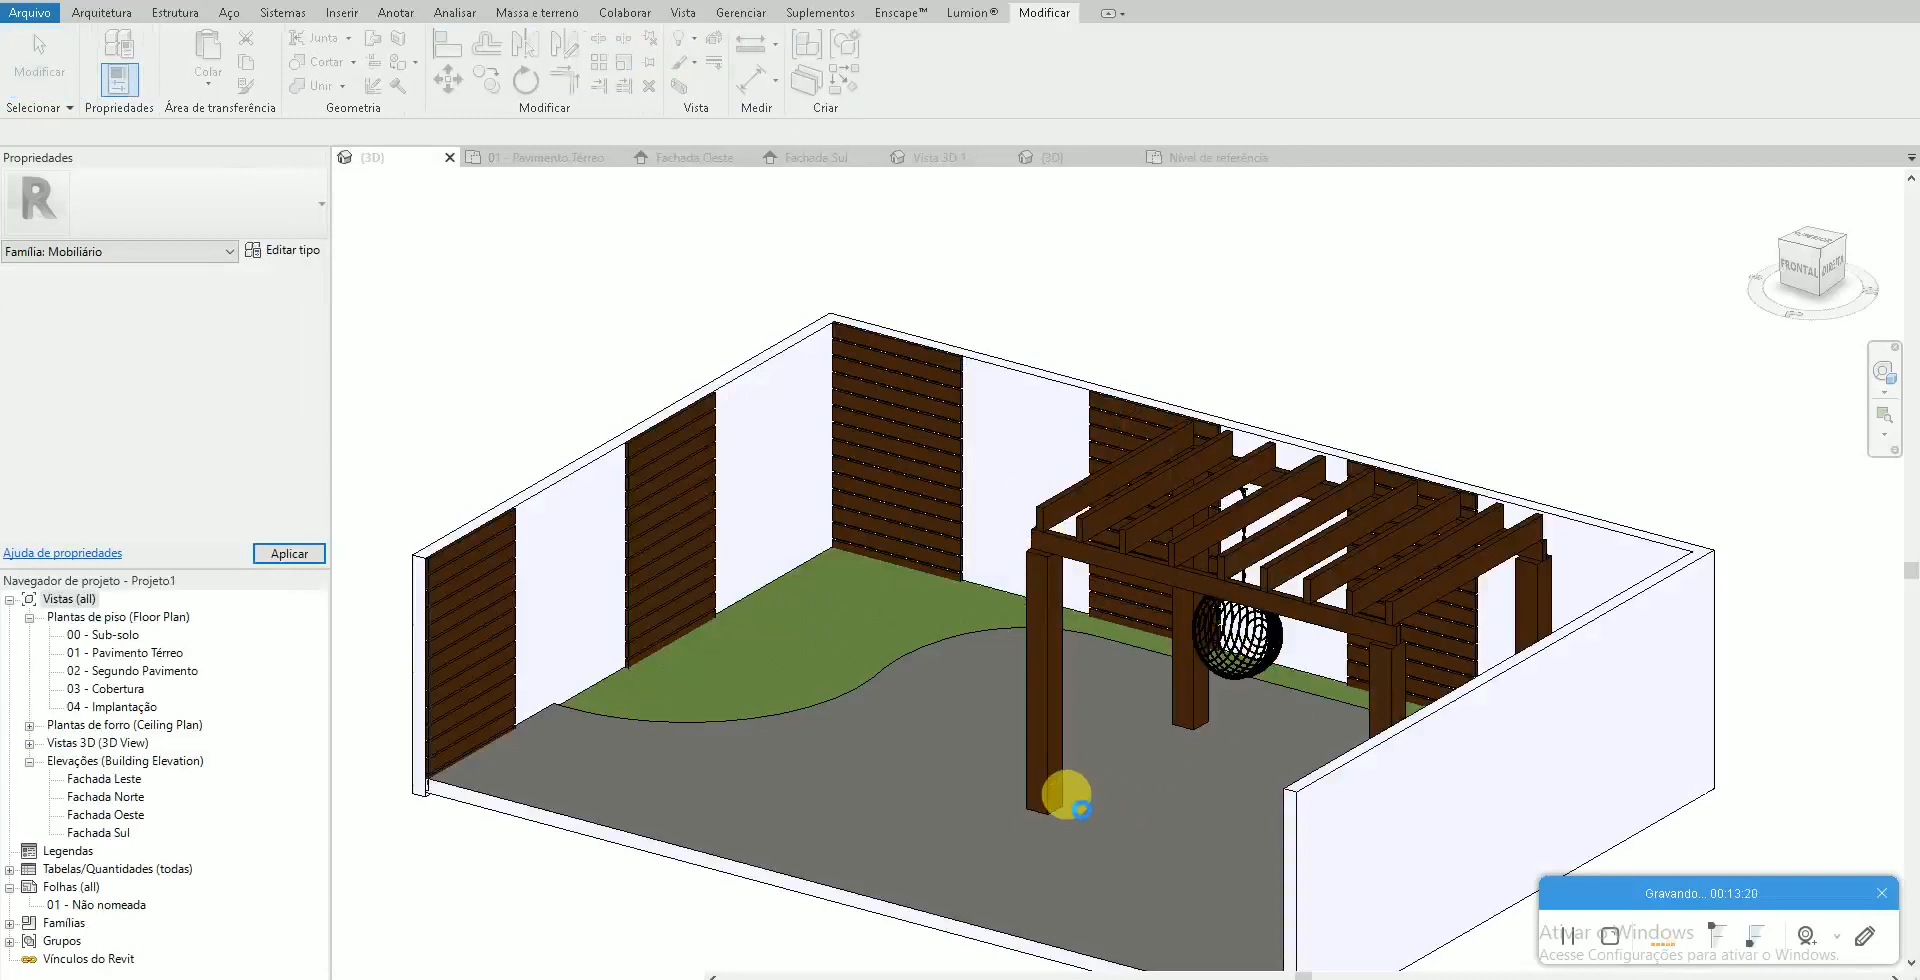 Arquivo Arquitetura Estrutura Aço Sistemas Inserir Anotar Analisar Massa e terreno Colaborar Vista Gerenciar Suplementos Enscape™ Lumion® Modificar
Modificar
Colar
Junta
Cortar
Unir
Selecionar Propriedades Área de transferência Geometria Modificar Vista Medir Criar
Propriedades
{3D} 01 - Pavimento Térreo Fachada Oeste Fachada Sul Vista 3D 1 {3D} Nível de referência
R
Família: Mobiliário Editar tipo
SUPERIOR
FRONTAL DIREITA
Ajuda de propriedades Aplicar
Navegador de projeto - Projeto1
Vistas (all)
Plantas de piso (Floor Plan)
00 - Sub-solo
01 - Pavimento Térreo
02 - Segundo Pavimento
03 - Cobertura
04 - Implantação
Plantas de forro (Ceiling Plan)
Vistas 3D (3D View)
Elevações (Building Elevation)
Fachada Leste
Fachada Norte
Fachada Oeste
Fachada Sul
Legendas
Tabelas/Quantidades (todas)
Folhas (all)
01 - Não nomeada
Famílias
Grupos
Vínculos do Revit
Gravando... 00:13:20
Ativar o Windows
Acesse Configurações para ativar o Windows.